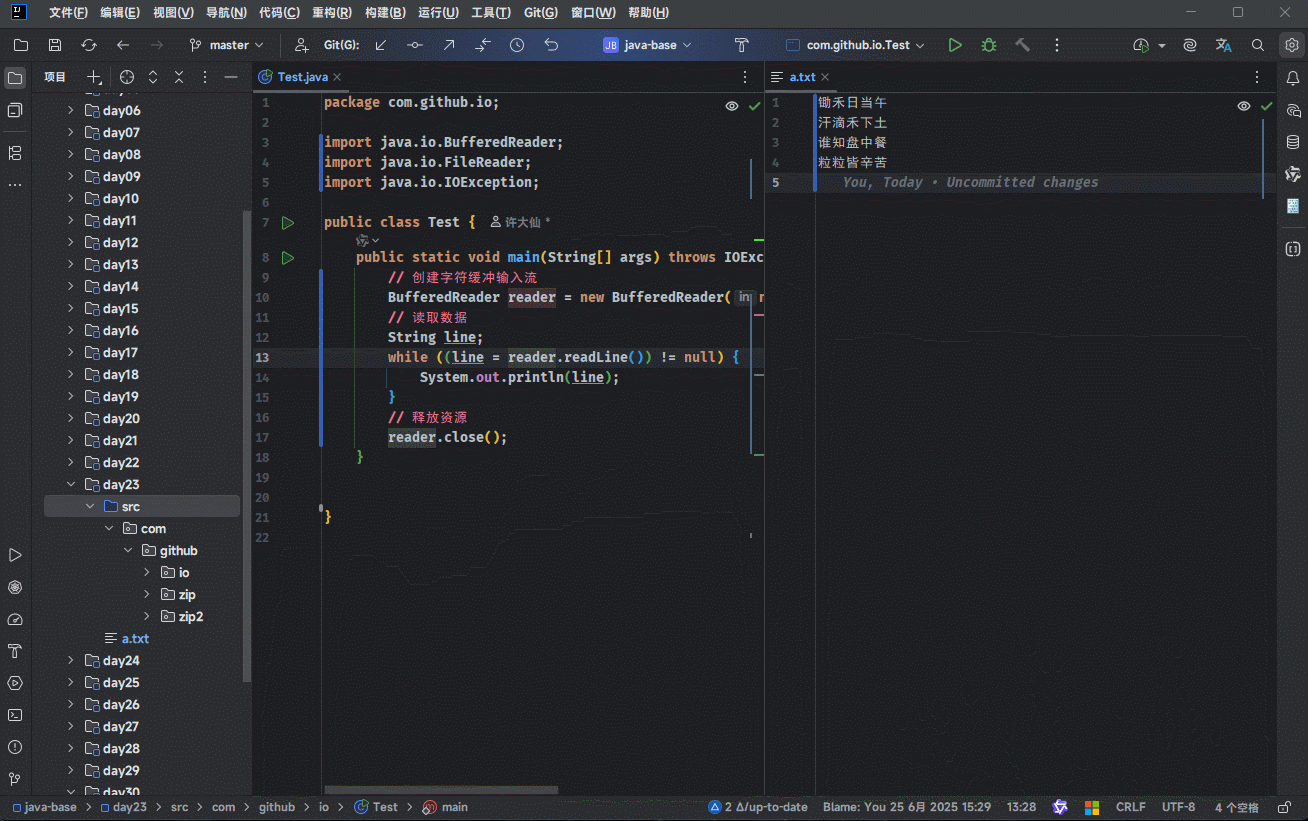 文件(F) 编辑(E) 视图(V) 导航(N) 代码(C) 重构(R) 构建(B) 运行(U) 工具(T) Git(G) 窗口(W) 帮助(H)
master Git(G): JB java-base com.github.io.Test
项目
day06
day07
day08
day09
day10
day11
day12
day13
day14
day15
day16
day17
day18
day19
day20
day21
day22
day23
src
com
github
io
zip
zip2
a.txt
day24
day25
day26
day27
day28
day29
day30
Test.java
1 package com.github.io;
2
3 import java.io.BufferedReader;
4 import java.io.FileReader;
5 import java.io.IOException;
6
7 public class Test { 许大仙 *
8 public static void main(String[] args) throws IOExc
9 // 创建字符缓冲输入流
10 BufferedReader reader = new BufferedReader( in: n
11 // 读取数据
12 String line;
13 while ((line = reader.readLine()) != null) {
14 System.out.println(line);
15 }
16 // 释放资源
17 reader.close();
18 }
19
20
21 }
22
a.txt
1 锄禾日当午
2 汗滴禾下土
3 谁知盘中餐
4 粒粒皆辛苦
5 You, Today • Uncommitted changes
java-base > day23 > src > com > github > io > Test > main
2 Δ/up-to-date Blame: You 25 6月 2025 15:29 13:28 CRLF UTF-8 4 个空格